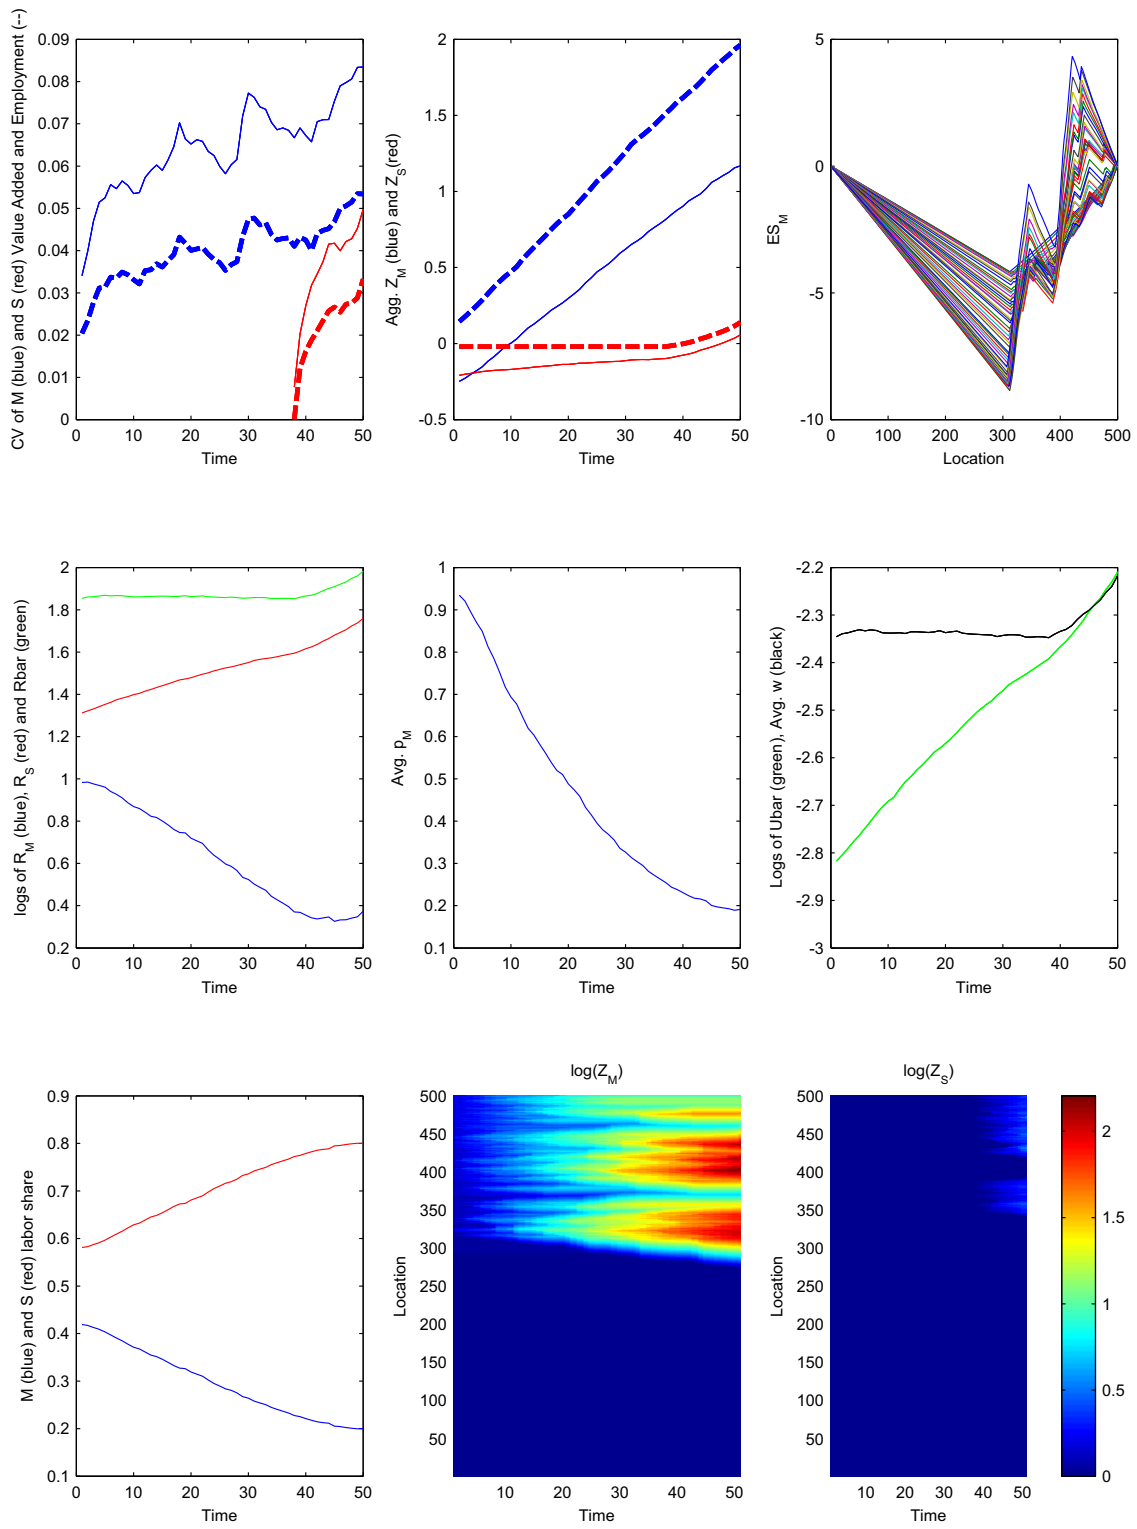 CV of M (blue) and S (red) Value Added and Employment (--)
0.09
0.08
0.07
0.06
0.05
0.04
0.03
0.02
0.01
0
0 10 20 30 40 50
Time
Agg. Z_M (blue) and Z_S(red)
2
1.5
1
0.5
0
-0.5
0 10 20 30 40 50
Time
ES_M
5
0
-5
-10
0 100 200 300 400 500
Location
logs of R_M (blue), R_S (red) and Rbar (green)
2
1.8
1.6
1.4
1.2
1
0.8
0.6
0.4
0.2
0 10 20 30 40 50
Time
Avg. p_M
1
0.9
0.8
0.7
0.6
0.5
0.4
0.3
0.2
0.1
0 10 20 30 40 50
Time
Logs of Ubar (green), Avg. w (black)
-2.2
-2.3
-2.4
-2.5
-2.6
-2.7
-2.8
-2.9
-3
0 10 20 30 40 50
Time
M (blue) and S (red) labor share
0.9
0.8
0.7
0.6
0.5
0.4
0.3
0.2
0.1
0 10 20 30 40 50
Time
log(Z_M)
Location
500
450
400
350
300
250
200
150
100
50
10 20 30 40 50
Time
log(Z_S)
Location
500
450
400
350
300
250
200
150
100
50
10 20 30 40 50
Time
2
1.5
1
0.5
0